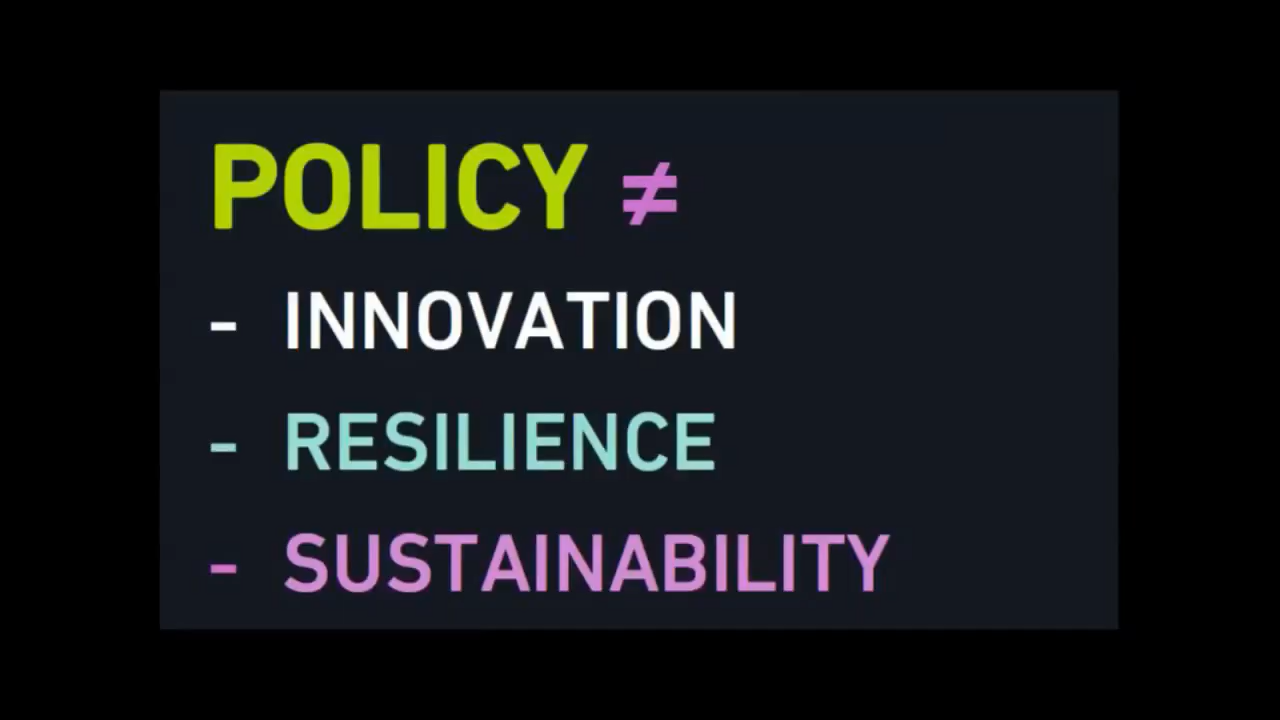 POLICY ≠
- INNOVATION
- RESILIENCE
- SUSTAINABILITY